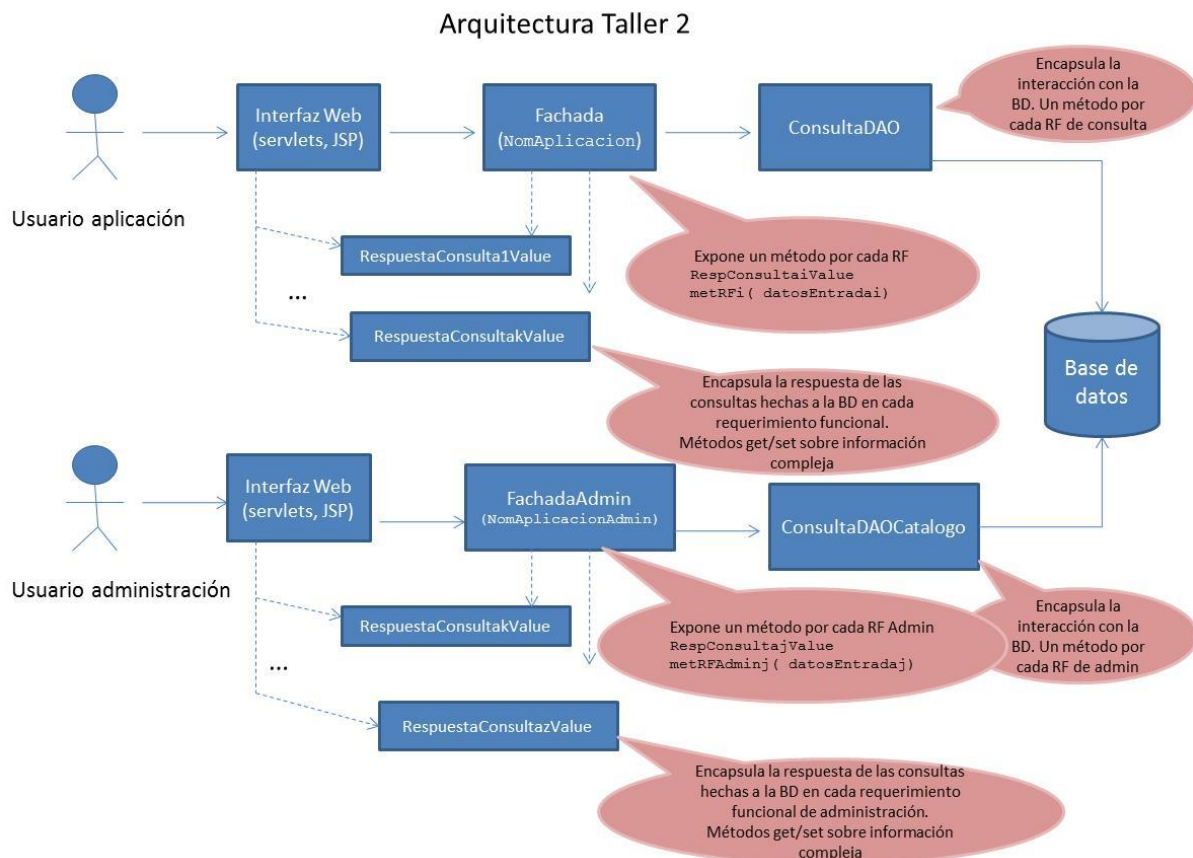 Arquitectura Taller 2
Usuario aplicación
Interfaz Web
(servlets, JSP)
Fachada
(NomAplicacion)
ConsultaDAO
Encapsula la
interacción con la
BD. Un método por
cada RF de consulta
RespuestaConsulta1Value
...
RespuestaConsultakValue
Expone un método por cada RF
RespConsultaiValue
metRFi( datosEntradai)
Encapsula la respuesta de las
consultas hechas a la BD en cada
requerimiento funcional.
Métodos get/set sobre información
compleja
Base de
datos
Usuario administración
Interfaz Web
(servlets, JSP)
FachadaAdmin
(NomAplicacionAdmin)
ConsultaDAOCatalogo
RespuestaConsultakValue
...
RespuestaConsultazValue
Expone un método por cada RF Admin
RespConsultajValue
metRFAdminj( datosEntradaj)
Encapsula la
interacción con la
BD. Un método por
cada RF de admin
Encapsula la respuesta de las consultas
hechas a la BD en cada requerimiento
funcional de administración.
Métodos get/set sobre información
compleja